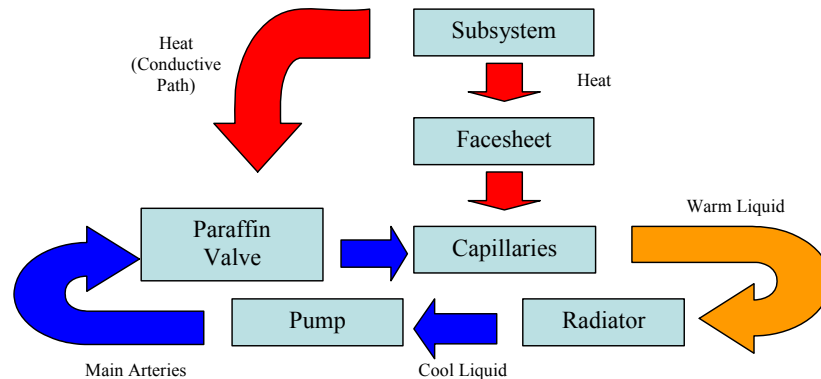 Heat
(Conductive
Path)
Subsystem
Heat
Facesheet
Paraffin
Valve
Capillaries
Warm Liquid
Pump
Radiator
Main Arteries
Cool Liquid